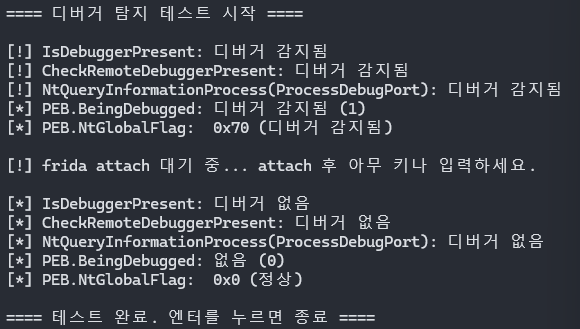 ==== 디버거 탐지 테스트 시작 ====
[!] IsDebuggerPresent: 디버거 감지됨
[!] CheckRemoteDebuggerPresent: 디버거 감지됨
[!] NtQueryInformationProcess(ProcessDebugPort): 디버거 감지됨
[*] PEB.BeingDebugged: 디버거 감지됨 (1)
[*] PEB.NtGlobalFlag:  0x70 (디버거 감지됨)
[!] frida attach 대기 중... attach 후 아무 키나 입력하세요.
[*] IsDebuggerPresent: 디버거 없음
[*] CheckRemoteDebuggerPresent: 디버거 없음
[*] NtQueryInformationProcess(ProcessDebugPort): 디버거 없음
[*] PEB.BeingDebugged: 없음 (0)
[*] PEB.NtGlobalFlag:  0x0 (정상)
==== 테스트 완료. 엔터를 누르면 종료 ====